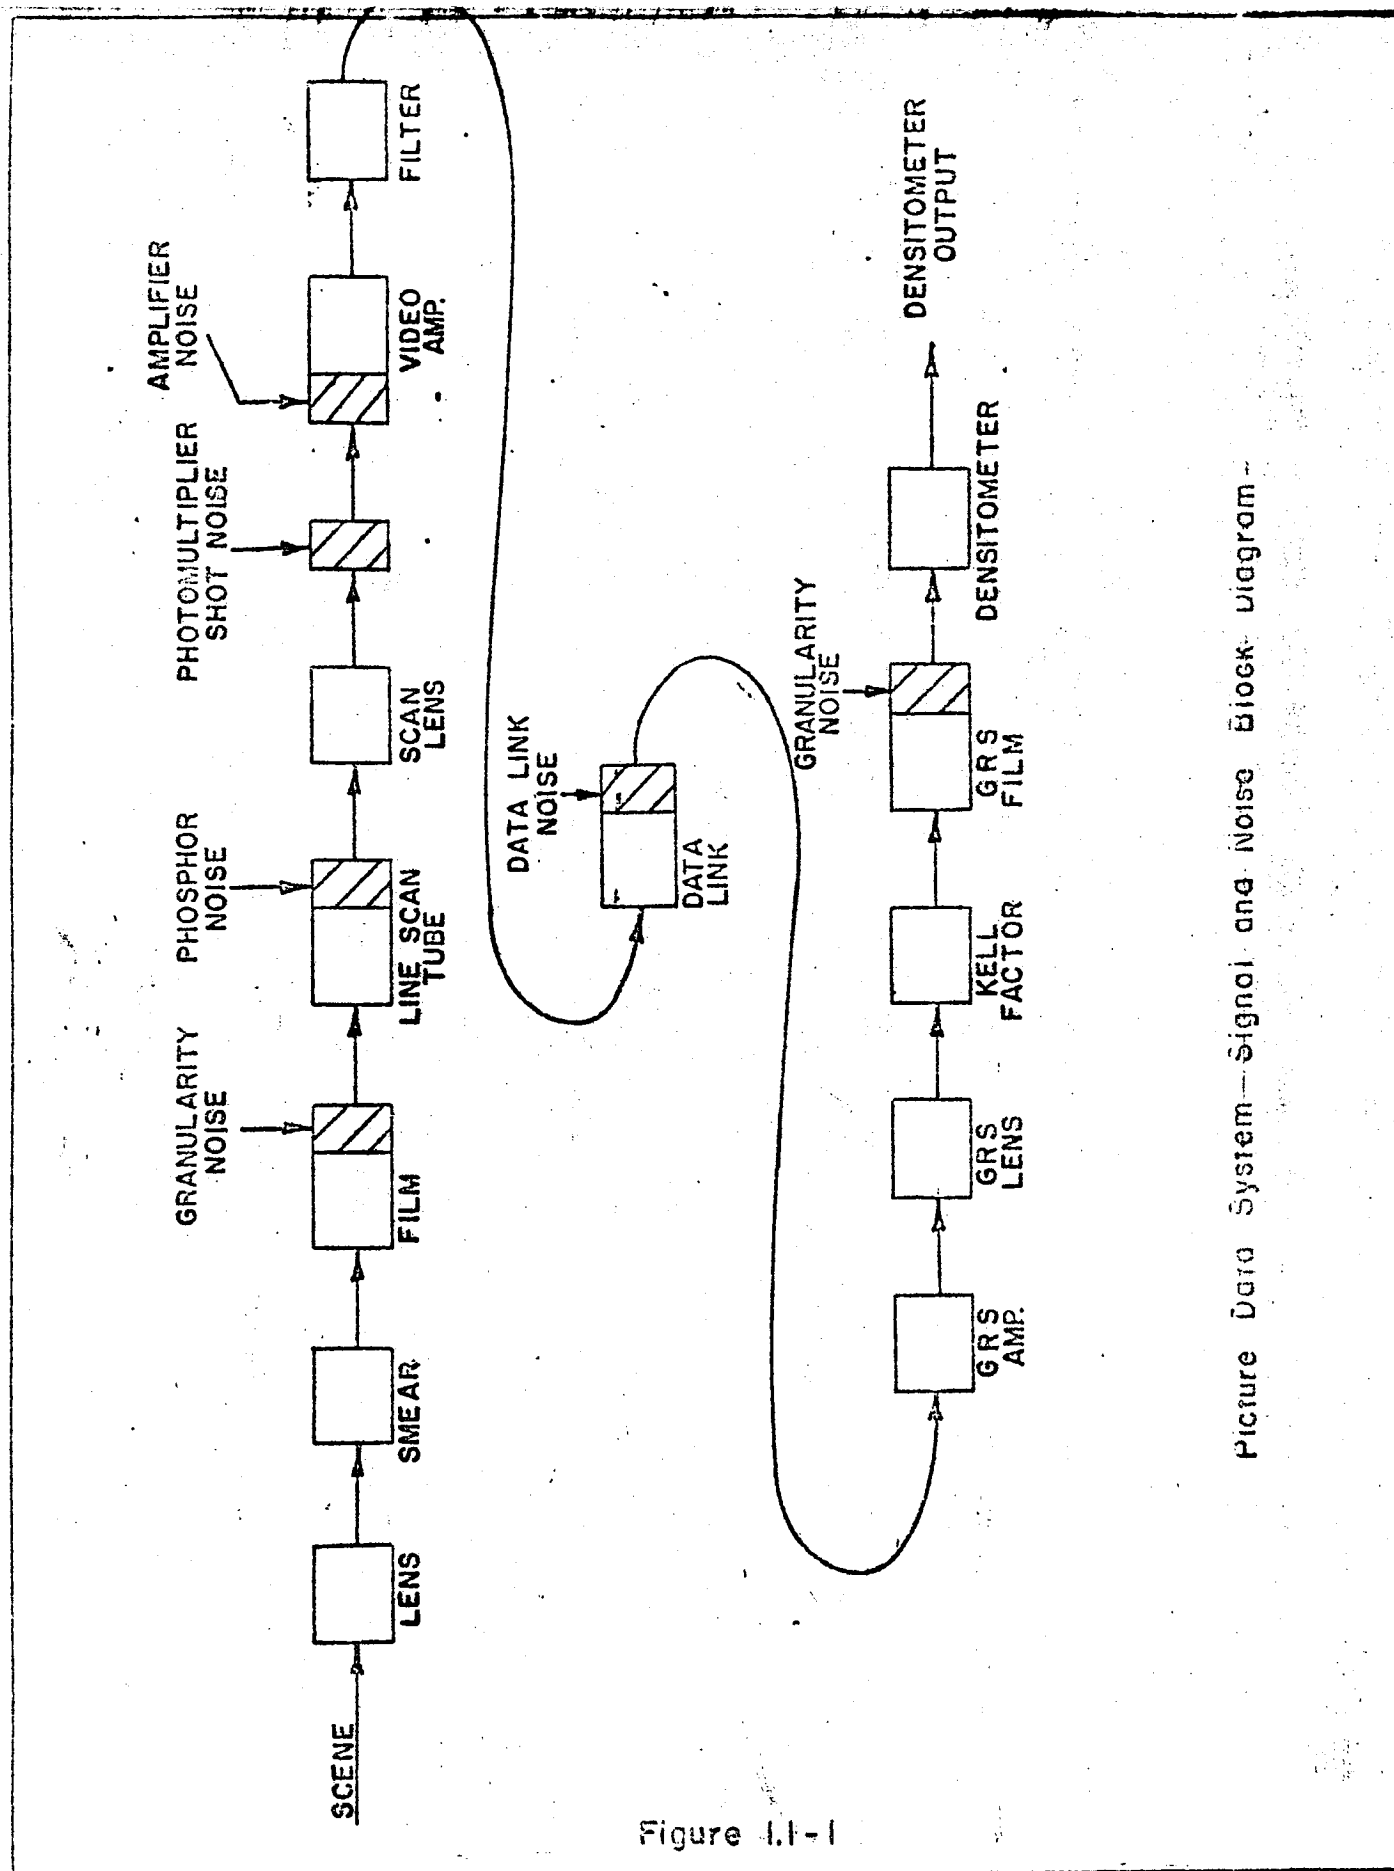 SCENE
LENS
SMEAR
FILM
GRANULARITY
NOISE
LINE SCAN
TUBE
PHOSPHOR
NOISE
SCAN
LENS
PHOTOMULTIPLIER
SHOT NOISE
VIDEO
AMP.
AMPLIFIER
NOISE
FILTER
DATA LINK
NOISE
DATA
LINK
GRS
AMP.
GRS
LENS
KELL
FACTOR
GRS
FILM
GRANULARITY
NOISE
DENSITOMETER
DENSITOMETER
OUTPUT
Picture Data System—Signal and Noise Block Diagram-
Figure 1.1-1